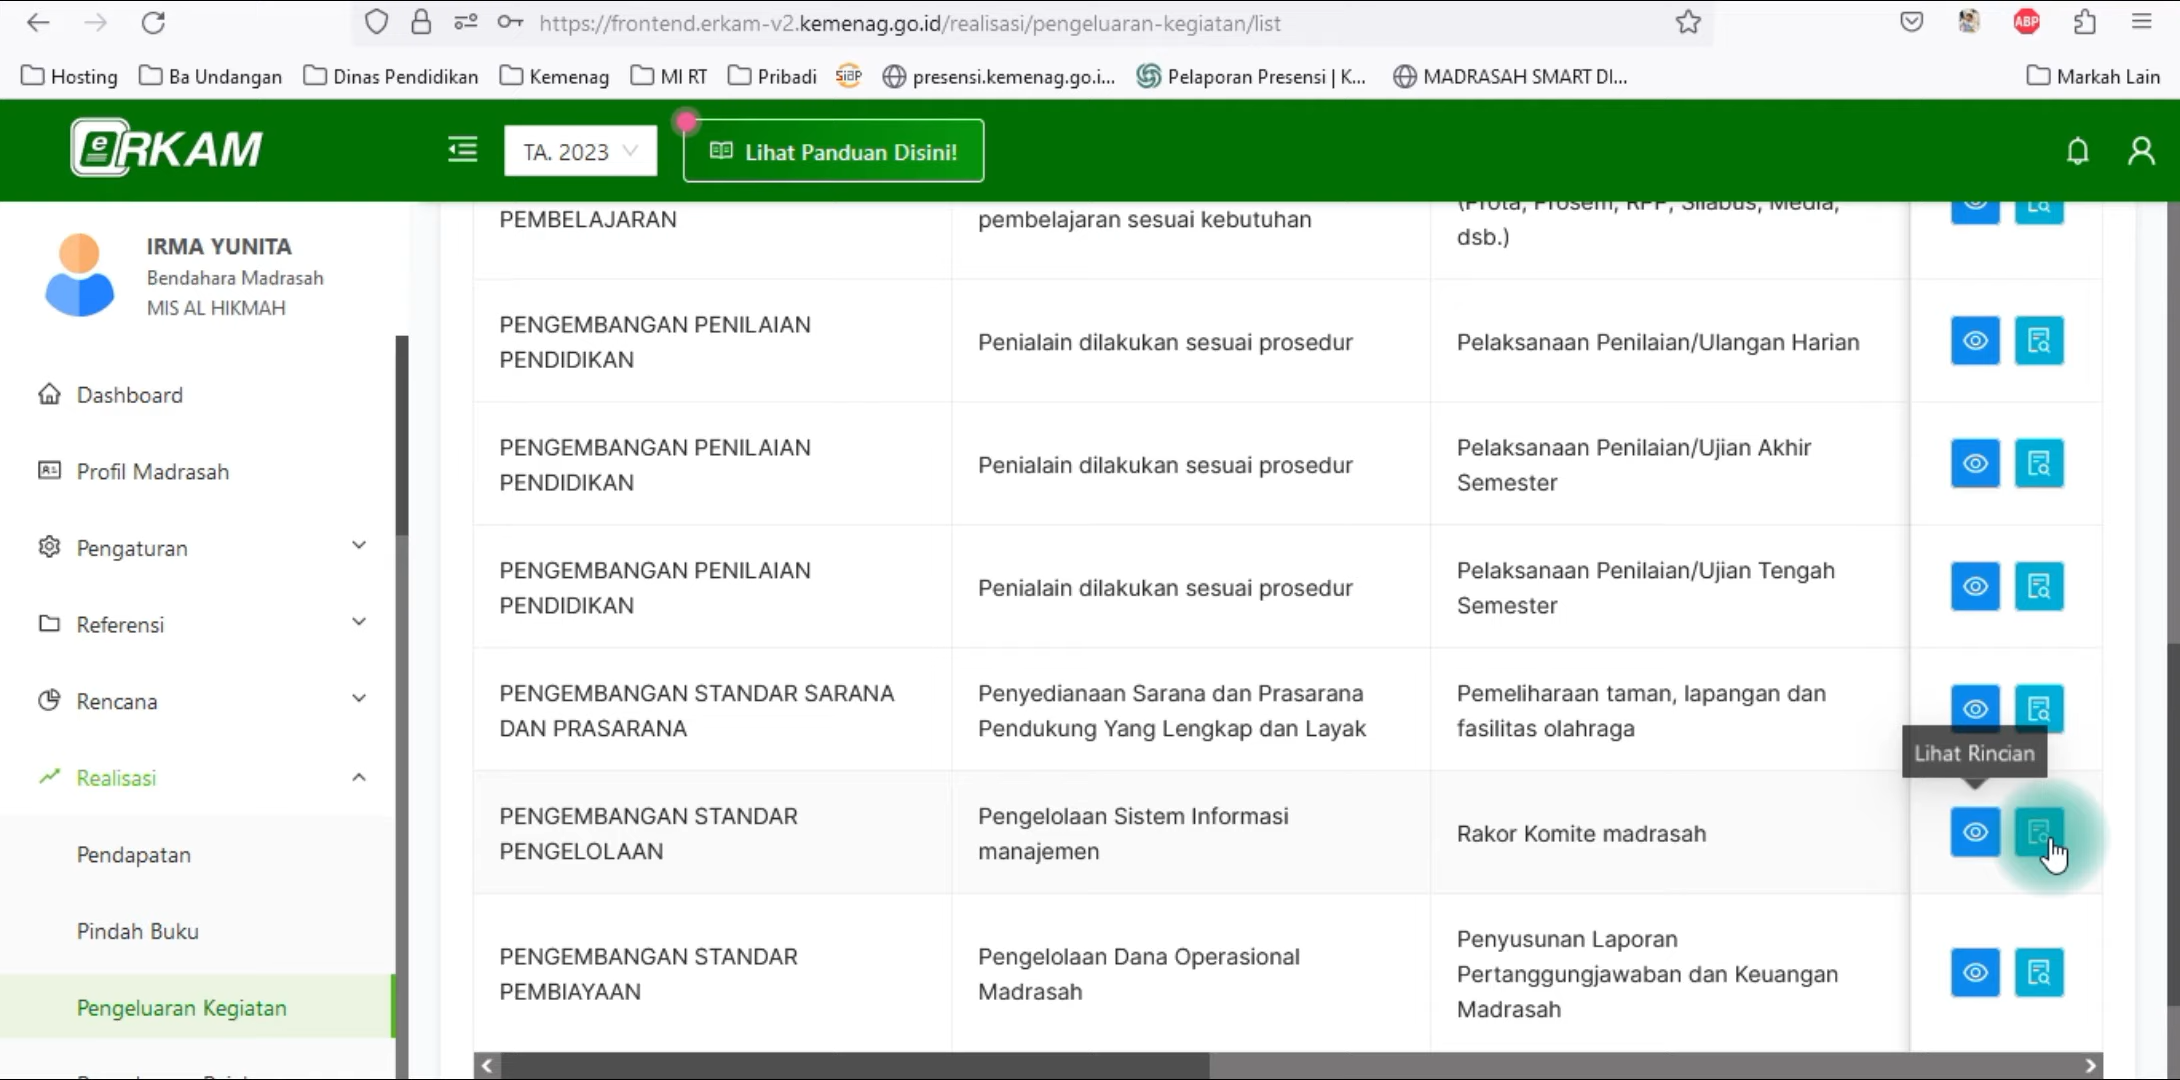 https://frontend.erkam-v2.kemenag.go.id/realisasi/pengeluaran-kegiatan/list
ABP
Hosting Ba Undangan Dinas Pendidikan Kemenag MI RT Pribadi SIAP presensi.kemenag.go.i... Pelaporan Presensi | K... MADRASAH SMART DI... Markah Lain
eRKAM TA. 2023 Lihat Panduan Disini!
IRMA YUNITA
Bendahara Madrasah
MIS AL HIKMAH
Dashboard
Profil Madrasah
Pengaturan
Referensi
Rencana
Realisasi
Pendapatan
Pindah Buku
Pengeluaran Kegiatan
PEMBELAJARAN
pembelajaran sesuai kebutuhan
(Prota, Prosem, RPP, Silabus, Media,
dsb.)
PENGEMBANGAN PENILAIAN
PENDIDIKAN
Penialain dilakukan sesuai prosedur
Pelaksanaan Penilaian/Ulangan Harian
PENGEMBANGAN PENILAIAN
PENDIDIKAN
Penialain dilakukan sesuai prosedur
Pelaksanaan Penilaian/Ujian Akhir
Semester
PENGEMBANGAN PENILAIAN
PENDIDIKAN
Penialain dilakukan sesuai prosedur
Pelaksanaan Penilaian/Ujian Tengah
Semester
PENGEMBANGAN STANDAR SARANA
DAN PRASARANA
Penyedianaan Sarana dan Prasarana
Pendukung Yang Lengkap dan Layak
Pemeliharaan taman, lapangan dan
fasilitas olahraga
Lihat Rincian
PENGEMBANGAN STANDAR
PENGELOLAAN
Pengelolaan Sistem Informasi
manajemen
Rakor Komite madrasah
PENGEMBANGAN STANDAR
PEMBIAYAAN
Pengelolaan Dana Operasional
Madrasah
Penyusunan Laporan
Pertanggungjawaban dan Keuangan
Madrasah